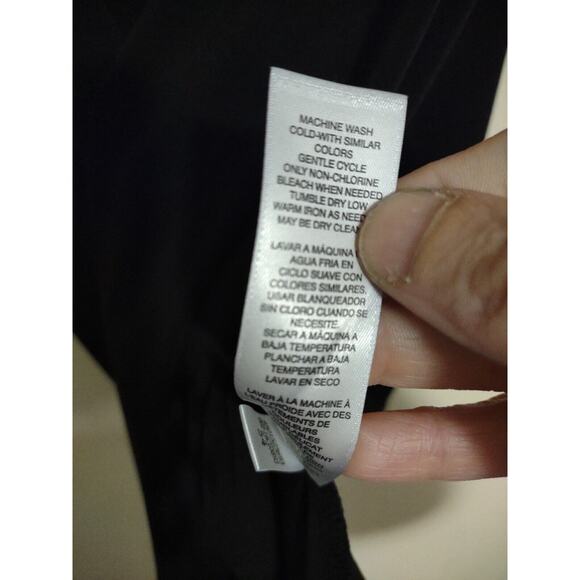 MACHINE WASH
COLD-WITH SIMILAR
COLORS
GENTLE CYCLE
ONLY NON-CHLORINE
BLEACH WHEN NEEDED
TUMBLE DRY LOW
WARM IRON AS
MAY BE DRY
LAVAR A MÁQUINA
AGUA FRIA EN
CICLO SUAVE CON
COLORES SIMILARES,
USAR BLANQUEADOR
SIN CLORO CUANDO SE
NECESITE.
SECAR A MÁQUINA A
BAJA TEMPERATURA
PLANCHAR A BAJA
TEMPERATURA
LAVAR EN SECO
LAVER À LA MACHINE À
L'EAU FROIDE AVEC DES
DE